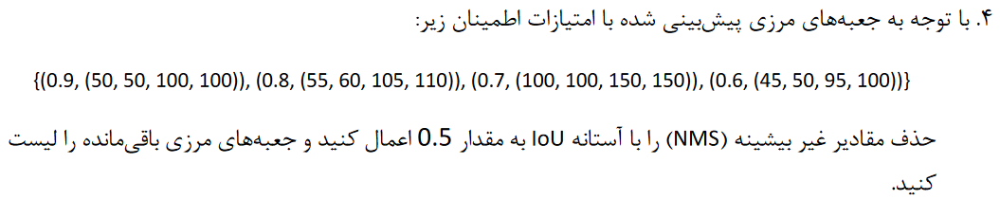 ۴. با توجه به جعبه‌های مرزی پیش‌بینی شده با امتیازات اطمینان زیر:
{(0.9, (50, 50, 100, 100)), (0.8, (55, 60, 105, 110)), (0.7, (100, 100, 150, 150)), (0.6, (45, 50, 95, 100))}
حذف مقادیر غیر بیشینه (NMS) را با آستانه IoU به مقدار 0.5 اعمال کنید و جعبه‌های مرزی باقی‌مانده را لیست
کنید.